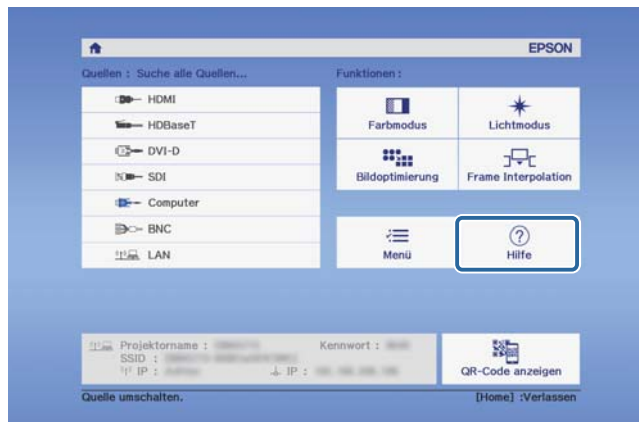 EPSON
Quellen : Suche alle Quellen...
Funktionen :
HDMI
HDBaseT
DVI-D
SDI
Computer
BNC
LAN
Farbmodus
Lichtmodus
Bildoptimierung
Frame Interpolation
Menü
Hilfe
Projektorname :
Kennwort :
SSID :
IP :
IP :
QR-Code anzeigen
Quelle umschalten.
[Home] :Verlassen